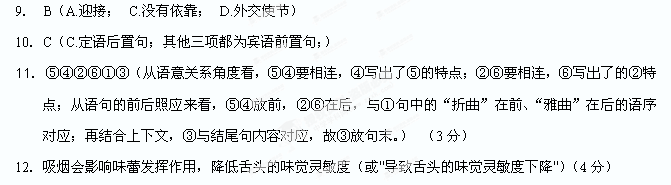 9. B（A.迎接； C.没有依靠； D.外交使节）
10. C（C.定语后置句；其他三项都为宾语前置句；）
11. ⑤④②⑥①③（从语意关系角度看，⑤④要相连，④写出了⑤的特点；②⑥要相连，⑥写出了的②特
点；从语句的前后照应来看，⑤④放前，②⑥在后，与①句中的“折曲”在前、“雅曲”在后的语序
对应；再结合上下文，③与结尾句内容对应，故③放句末。） （3 分）
12. 吸烟会影响味蕾发挥作用，降低舌头的味觉灵敏度（或"导致舌头的味觉灵敏度下降"）（4 分）